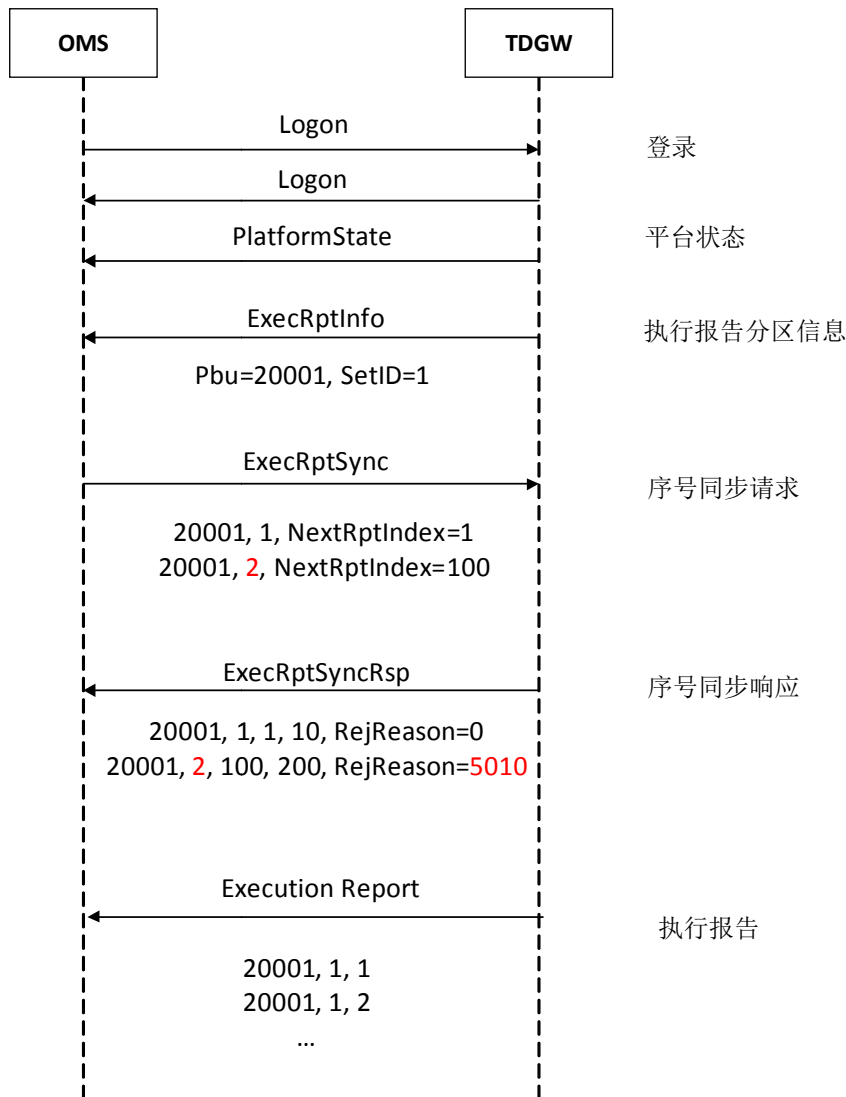 OMS
TDGW
Logon
登录
Logon
PlatformState
平台状态
ExecRptInfo
执行报告分区信息
Pbu=20001, SetID=1
ExecRptSync
序号同步请求
20001, 1, NextRptIndex=1
20001, 2, NextRptIndex=100
ExecRptSyncRsp
序号同步响应
20001, 1, 1, 10, RejReason=0
20001, 2, 100, 200, RejReason=5010
Execution Report
执行报告
20001, 1, 1
20001, 1, 2
…